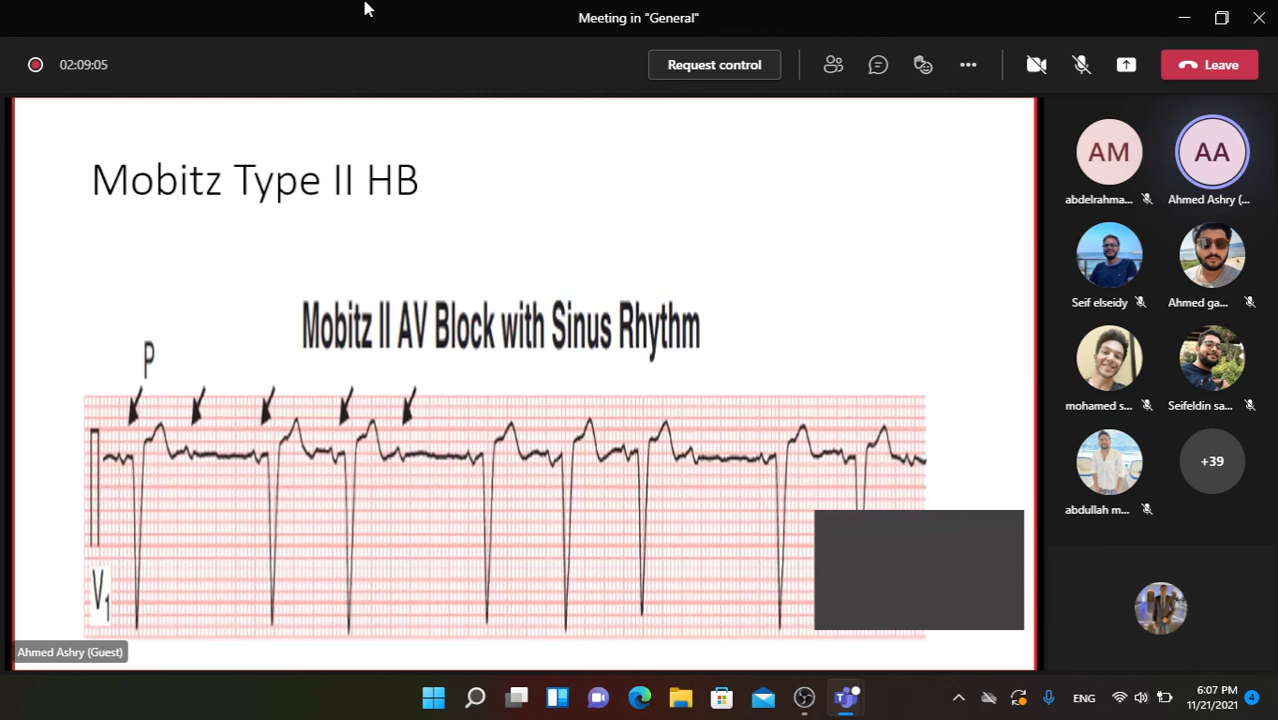 Meeting in "General"
02:09:05
Request control
Leave
Mobitz Type II HB
Mobitz II AV Block with Sinus Rhythm
P
V1
Ahmed Ashry (Guest)
AM
AA
abdelrahma...
Ahmed Ashry (...
Seif elseidy
Ahmed ga...
mohamed s...
Seifeldin sa...
+39
abdullah m...
ENG
6:07 PM
11/21/2021
4